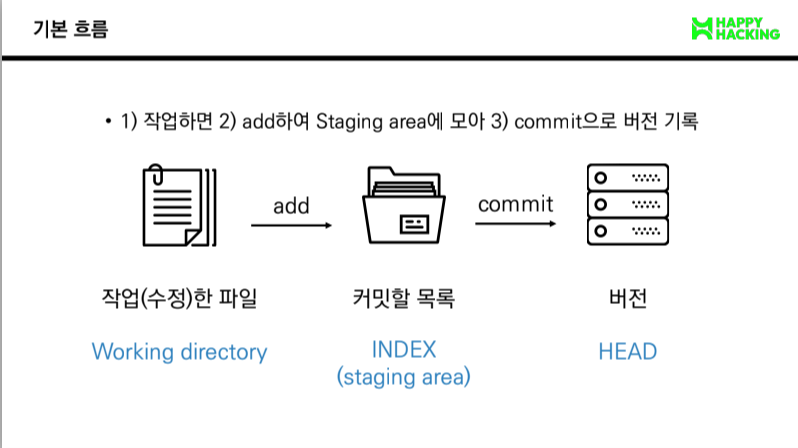 기본 흐름
HAPPY
HACKING
• 1) 작업하면 2) add하여 Staging area에 모아 3) commit으로 버전 기록
add
commit
작업(수정)한 파일
커밋할 목록
버전
Working directory
INDEX
(staging area)
HEAD